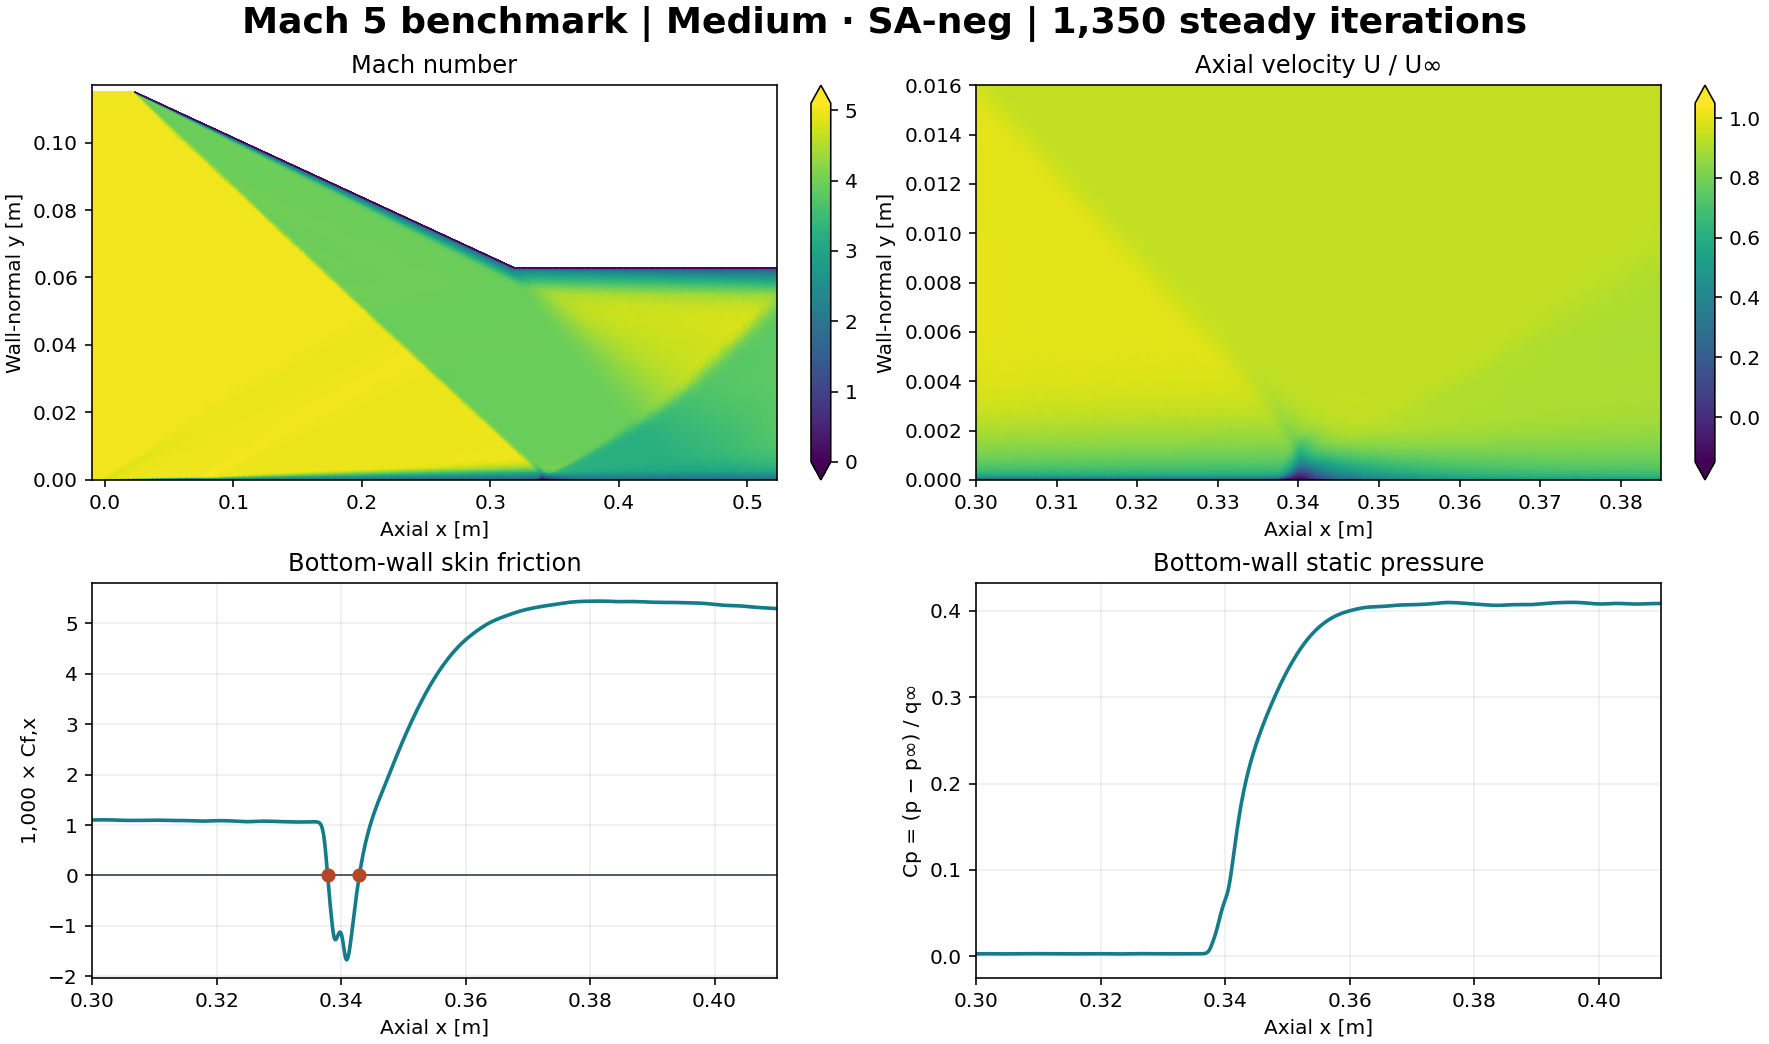 Mach 5 benchmark | Medium · SA-neg | 1,350 steady iterations
Mach number
Wall-normal y [m]
0.10
0.08
0.06
0.04
0.02
0.00
0.0 0.1 0.2 0.3 0.4 0.5
Axial x [m]
5
4
3
2
1
0
Axial velocity U / U∞
Wall-normal y [m]
0.016
0.014
0.012
0.010
0.008
0.006
0.004
0.002
0.000
0.30 0.31 0.32 0.33 0.34 0.35 0.36 0.37 0.38
Axial x [m]
1.0
0.8
0.6
0.4
0.2
0.0
Bottom-wall skin friction
1,000 × Cf,x
5
4
3
2
1
0
−1
−2
0.30 0.32 0.34 0.36 0.38 0.40
Axial x [m]
Bottom-wall static pressure
Cp = (p − p∞) / q∞
0.4
0.3
0.2
0.1
0.0
0.30 0.32 0.34 0.36 0.38 0.40
Axial x [m]